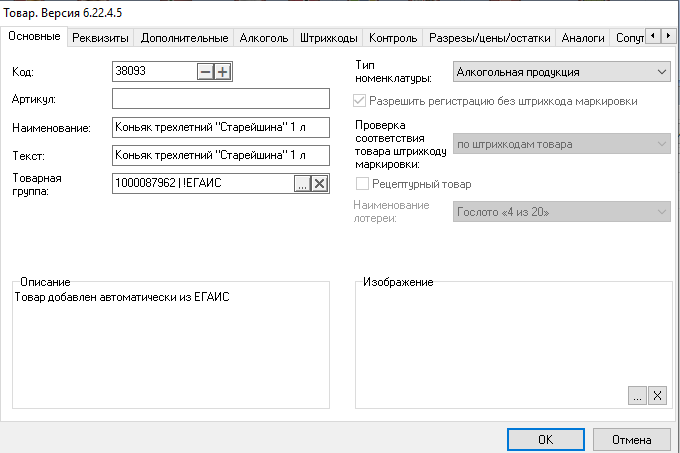 Товар. Версия 6.22.4.5
Основные Реквизиты Дополнительные Алкоголь Штрихкоды Контроль Разрезы/цены/остатки Аналоги Сопут
Код: 38093
Артикул:
Наименование: Коньяк трехлетний "Старейшина" 1 л
Текст: Коньяк трехлетний "Старейшина" 1 л
Товарная
группа: 1000087962 | !ЕГАИС ...
Тип
номенклатуры: Алкогольная продукция
Разрешить регистрацию без штрихкода маркировки
Проверка
соответствия
товара штрихкоду
маркировки: по штрихкодам товара
Рецептурный товар
Наименование
лотереи: Гослото «4 из 20»
Описание
Товар добавлен автоматически из ЕГАИС
Изображение
... X
OK Отмена